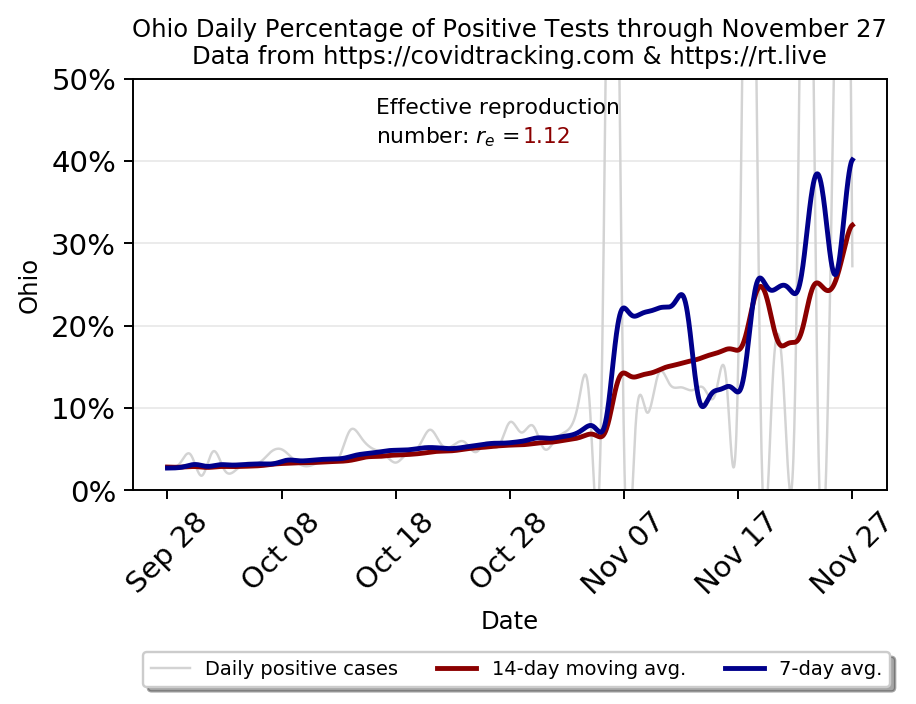 Ohio Daily Percentage of Positive Tests through November 27
Data from https://covidtracking.com & https://rt.live
Effective reproduction
number: rₑ =1.12
50%
40%
30%
20%
10%
0%
Ohio
Sep 28
Oct 08
Oct 18
Oct 28
Nov 07
Nov 17
Nov 27
Date
Daily positive cases
14-day moving avg.
7-day avg.